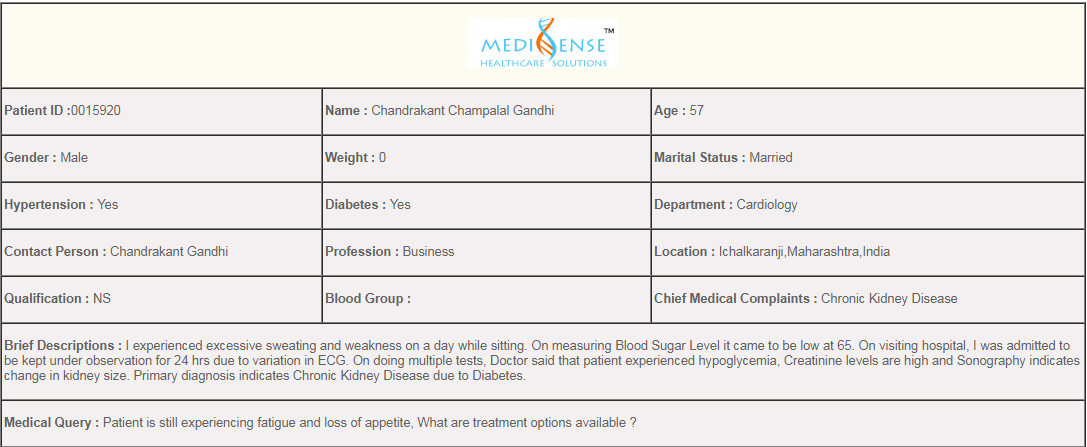 MEDISENSE™
HEALTHCARE SOLUTIONS
Patient ID :0015920
Name : Chandrakant Champalal Gandhi
Age : 57
Gender : Male
Weight : 0
Marital Status : Married
Hypertension : Yes
Diabetes : Yes
Department : Cardiology
Contact Person : Chandrakant Gandhi
Profession : Business
Location : Ichalkaranji,Maharashtra,India
Qualification : NS
Blood Group :
Chief Medical Complaints : Chronic Kidney Disease
Brief Descriptions : I experienced excessive sweating and weakness on a day while sitting. On measuring Blood Sugar Level it came to be low at 65. On visiting hospital, I was admitted to
be kept under observation for 24 hrs due to variation in ECG. On doing multiple tests, Doctor said that patient experienced hypoglycemia, Creatinine levels are high and Sonography indicates
change in kidney size. Primary diagnosis indicates Chronic Kidney Disease due to Diabetes.
Medical Query : Patient is still experiencing fatigue and loss of appetite, What are treatment options available ?